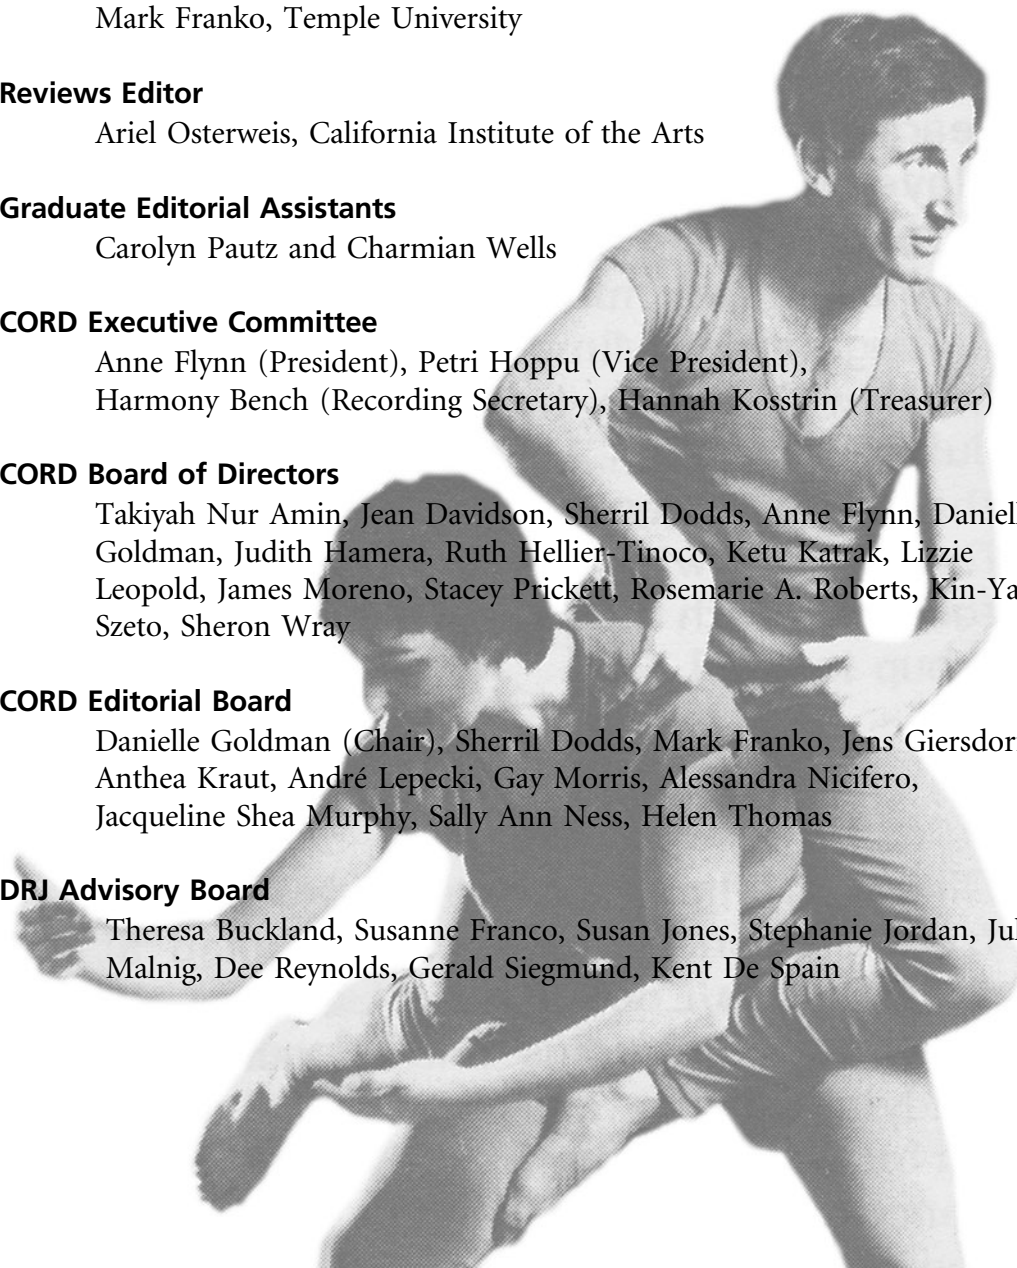 Mark Franko, Temple University
Reviews Editor
Ariel Osterweis, California Institute of the Arts
Graduate Editorial Assistants
Carolyn Pautz and Charmian Wells
CORD Executive Committee
Anne Flynn (President), Petri Hoppu (Vice President),
Harmony Bench (Recording Secretary), Hannah Kosstrin (Treasurer)
CORD Board of Directors
Takiyah Nur Amin, Jean Davidson, Sherril Dodds, Anne Flynn,
Goldman, Judith Hamera, Ruth Hellier-Tinoco, Ketu Katrak, Lizzie
Leopold, James Moreno, Stacey Prickett, Rosemarie A. Roberts,
Szeto, Sheron Wray
CORD Editorial Board
Danielle Goldman (Chair), Sherril Dodds, Mark Franko, Jens
Anthea Kraut, André Lepecki, Gay Morris, Alessandra Nicifero,
Jacqueline Shea Murphy, Sally Ann Ness, Helen Thomas
DRJ Advisory Board
Theresa Buckland, Susanne Franco, Susan Jones, Stephanie Jordan,
Malnig, Dee Reynolds, Gerald Siegmund, Kent De Spain